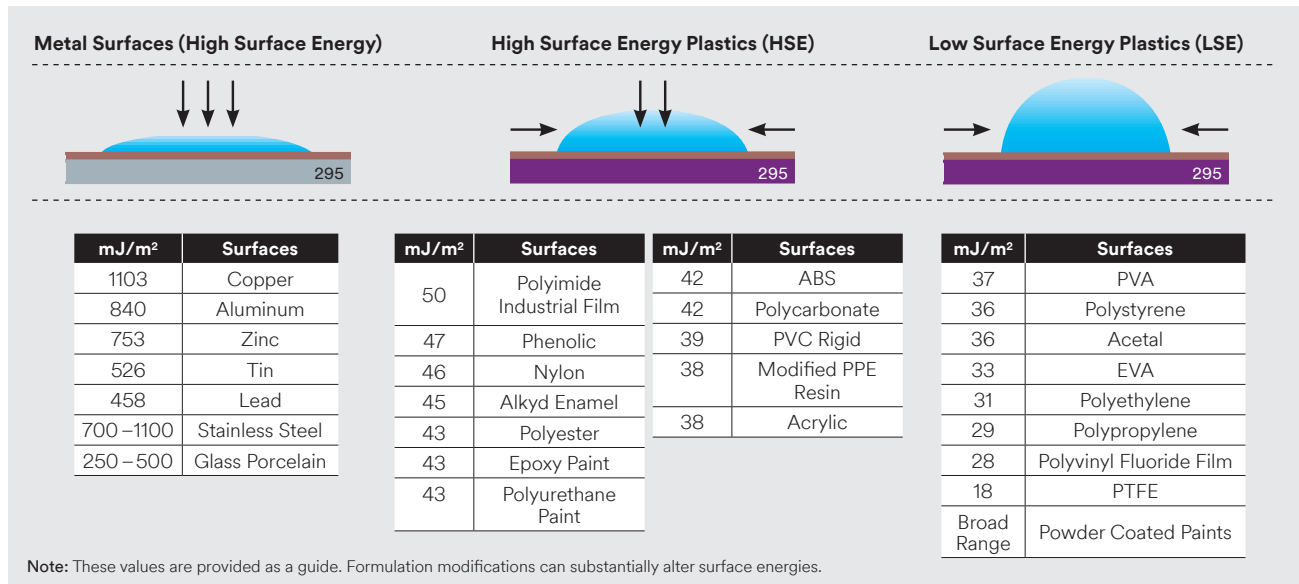 Metal Surfaces (High Surface Energy)
High Surface Energy Plastics (HSE)
Low Surface Energy Plastics (LSE)
295
295
295
mJ/m² Surfaces
1103 Copper
840 Aluminum
753 Zinc
526 Tin
458 Lead
700–1100 Stainless Steel
250–500 Glass Porcelain
mJ/m² Surfaces
50 Polyimide
Industrial Film
47 Phenolic
46 Nylon
45 Alkyd Enamel
43 Polyester
43 Epoxy Paint
43 Polyurethane
Paint
mJ/m² Surfaces
42 ABS
42 Polycarbonate
39 PVC Rigid
38 Modified PPE
Resin
38 Acrylic
mJ/m² Surfaces
37 PVA
36 Polystyrene
36 Acetal
33 EVA
31 Polyethylene
29 Polypropylene
28 Polyvinyl Fluoride Film
18 PTFE
Broad
Range Powder Coated Paints
Note: These values are provided as a guide. Formulation modifications can substantially alter surface energies.